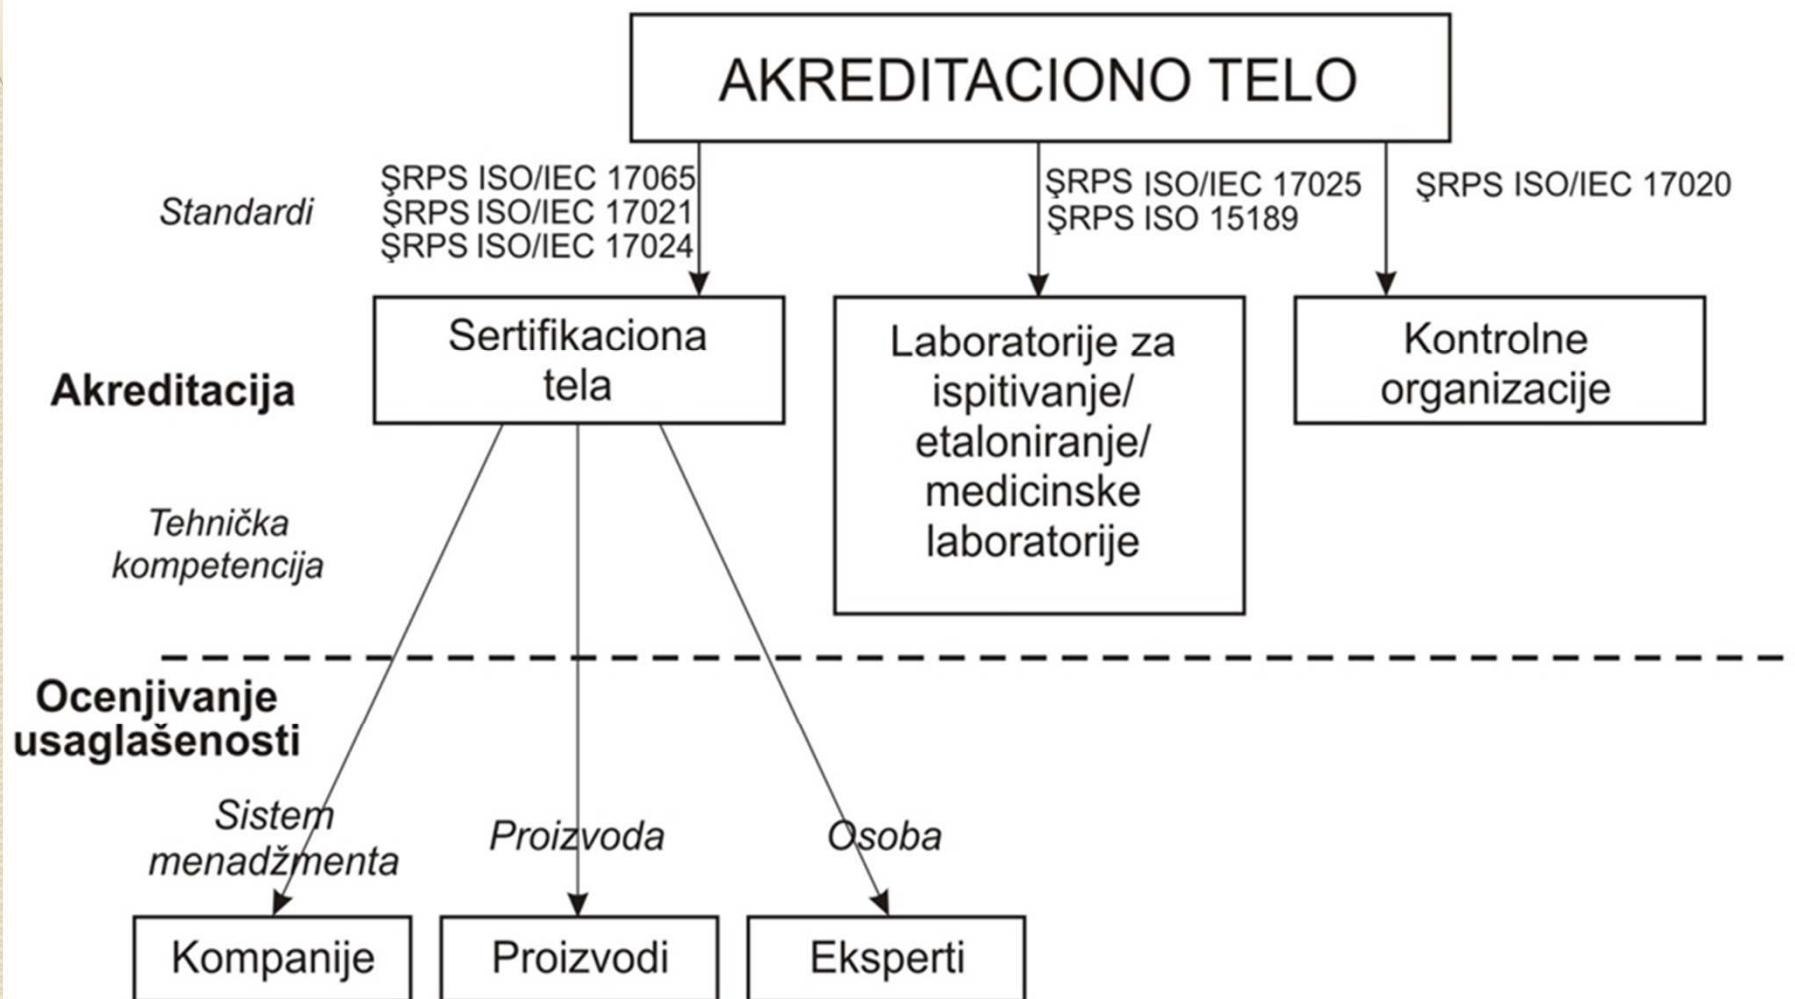 AKREDITACIONO TELO
Standardi
ŞRPS ISO/IEC 17065
ŞRPS ISO/IEC 17021
ŞRPS ISO/IEC 17024
ŞRPS ISO/IEC 17025
ŞRPS ISO 15189
ŞRPS ISO/IEC 17020
Akreditacija
Sertifikaciona
tela
Laboratorije za
ispitivanje/
etaloniranje/
medicinske
laboratorije
Kontrolne
organizacije
Tehnička
kompetencija
Ocenjivanje
usaglašenosti
Sistem
menadžmenta
Proizvoda
Osoba
Kompanije
Proizvodi
Eksperti